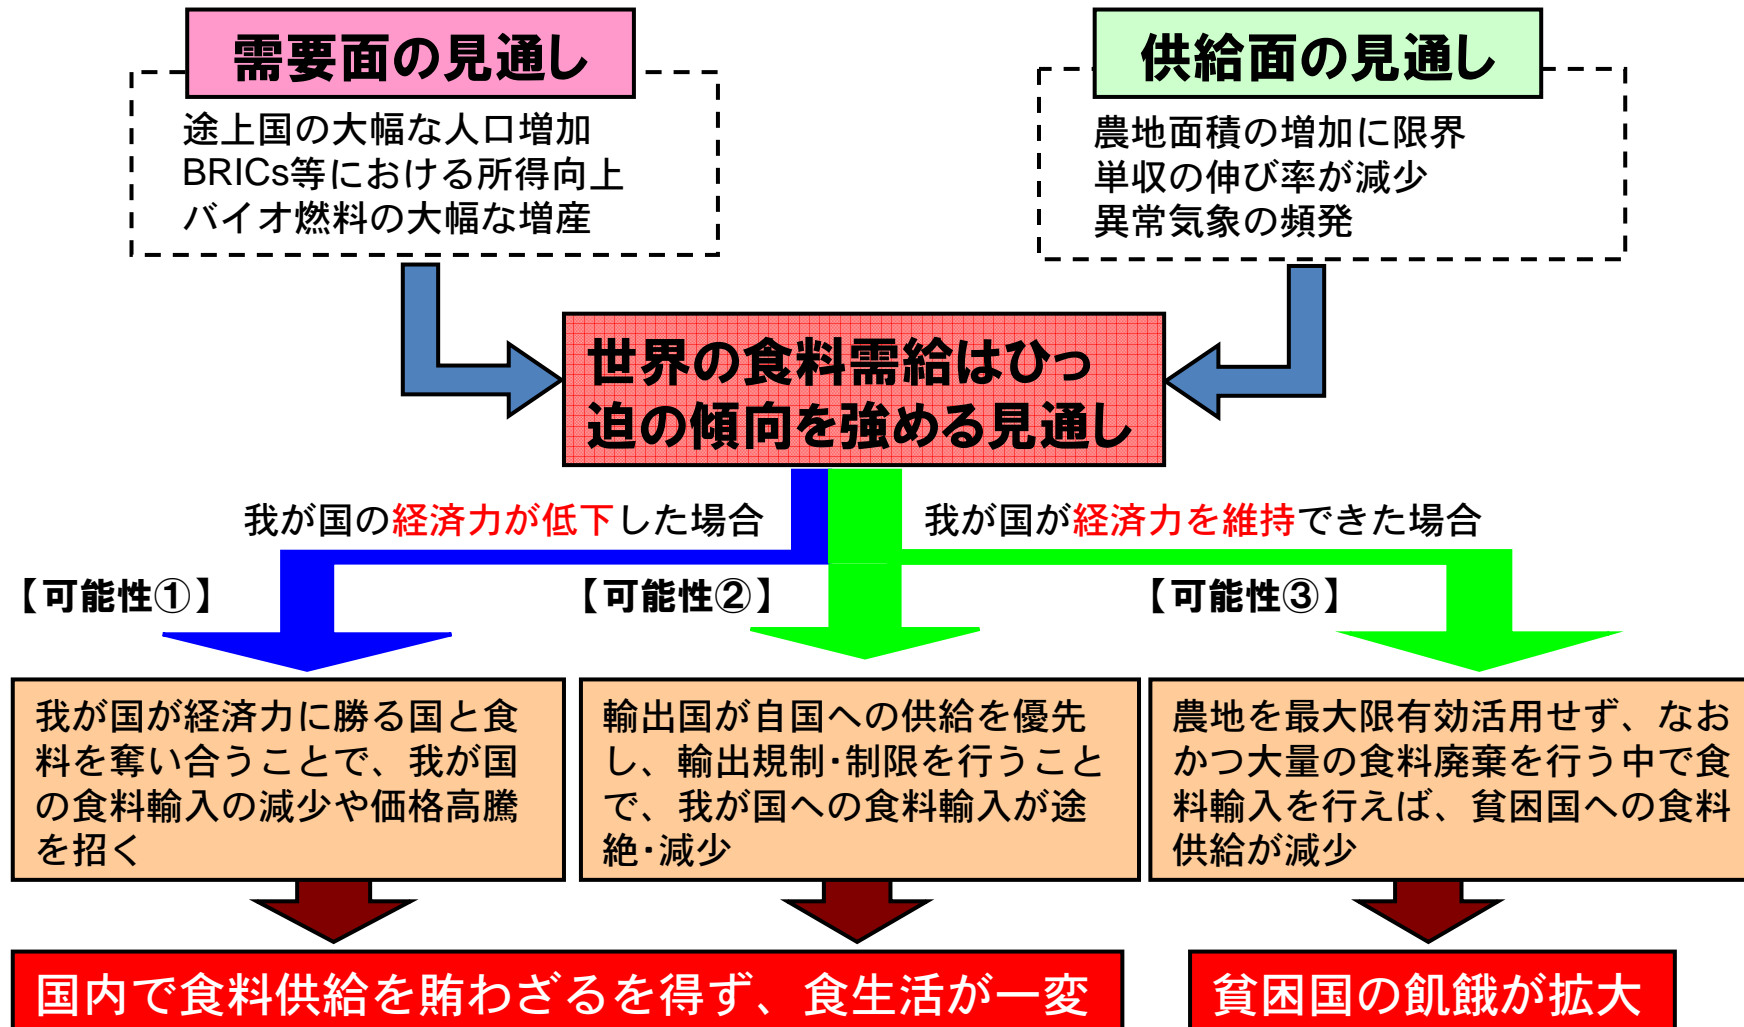 需要面の見通し
途上国の大幅な人口増加
BRICs等における所得向上
バイオ燃料の大幅な増産
供給面の見通し
農地面積の増加に限界
単収の伸び率が減少
異常気象の頻発
世界の食料需給はひっ
迫の傾向を強める見通し
我が国の経済力が低下した場合
我が国が経済力を維持できた場合
【可能性①】
【可能性②】
【可能性③】
我が国が経済力に勝る国と食
料を奪い合うことで、我が国
の食料輸入の減少や価格高騰
を招く
輸出国が自国への供給を優先
し、輸出規制・制限を行うこと
で、我が国への食料輸入が途
絶・減少
農地を最大限有効活用せず、なお
かつ大量の食料廃棄を行う中で食
料輸入を行えば、貧困国への食料
供給が減少
国内で食料供給を賄わざるを得ず、食生活が一変
貧困国の飢餓が拡大